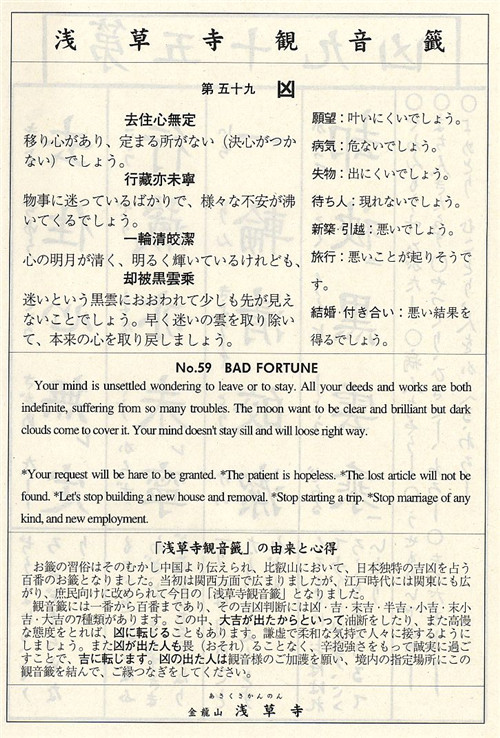 浅草寺観音籤
第五十九 凶
去住心無定
移り心があり、定まる所がない（決心がつか
ない）でしょう。
行藏亦未寧
物事に迷っているばかりで、様々な不安が沸
いてくるでしょう。
一輪清皎潔
心の明月が清く、明るく輝いているけれども、
却被黒雲乗
迷いという黒雲におおわれて少しも先が見え
ないことでしょう。早く迷いの雲を取り除い
て、本来の心を取り戻しましょう。
願望：叶いにくいでしょう。
病気：危ないでしょう。
失物：出にくいでしょう。
待ち人：現れないでしょう。
新築・引越：悪いでしょう。
旅行：悪いことが起りそうで
す。
結婚・付き合い：悪い結果を
得るでしょう。
No.59 BAD FORTUNE
Your mind is unsettled wondering to leave or to stay. All your deeds and works are both
indefinite, suffering from so many troubles. The moon want to be clear and brilliant but dark
clouds come to cover it. Your mind doesn't stay sill and will loose right way.
*Your request will be hare to be granted. *The patient is hopeless. *The lost article will not be
found. *Let's stop building a new house and removal. *Stop starting a trip. *Stop marriage of any
kind, and new employment.
「浅草寺観音籤」の由来と心得
お籤の習俗はそのむかし中国より伝えられ、比叡山において、日本独特の吉凶を占う
百番のお籤となりました。当初は関西方面で広まりましたが、江戸時代には関東にも広
がり、庶民向けに改められて今日の「浅草寺観音籤」となりました。
観音籤には一番から百番まであり、その吉凶判断には凶・吉・末吉・半吉・小吉・末小
吉・大吉の7種類があります。この中、大吉が出たからといって油断をしたり、また高慢
な態度をとれば、凶に転じることもあります。謙虚で柔和な気持で人々に接するように
しましょう。また凶が出た人も畏（おそれ）ることなく、辛抱強さをもって誠実に過ご
すことで、吉に転じます。凶の出た人は観音様のご加護を願い、境内の指定場所にこの
観音籤を結んで、ご縁つなぎをしてください。
あさくさかんのん
金龍山 浅草寺